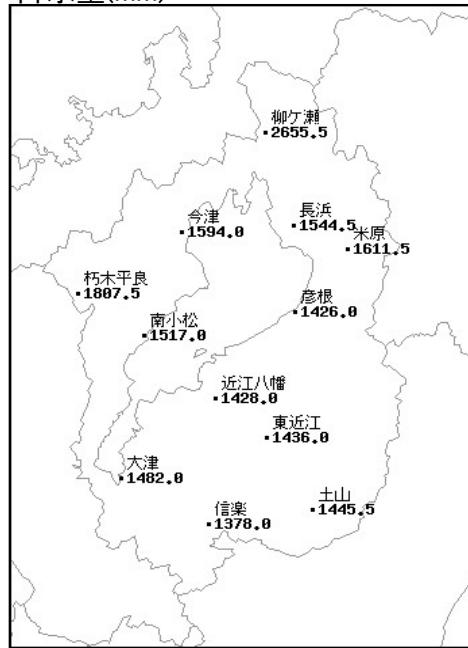 柳ケ瀬
2655.5
今津
1594.0
長浜
1544.5
米原
1611.5
朽木平良
1807.5
彦根
1426.0
南小松
1517.0
近江八幡
1428.0
東近江
1436.0
大津
1482.0
土山
1445.5
信楽
1378.0